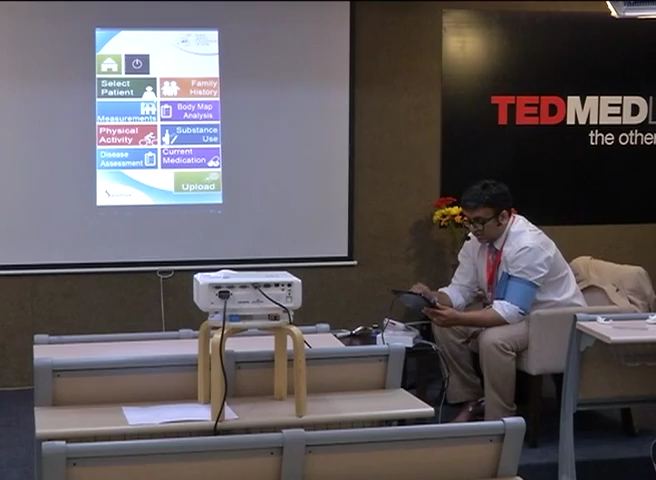 Select
Patient
Family
History
Measurements
Body Map
Analysis
Physical
Activity
Substance
Use
Disease
Assessment
Current
Medication
Upload
TEDMEDL
the other